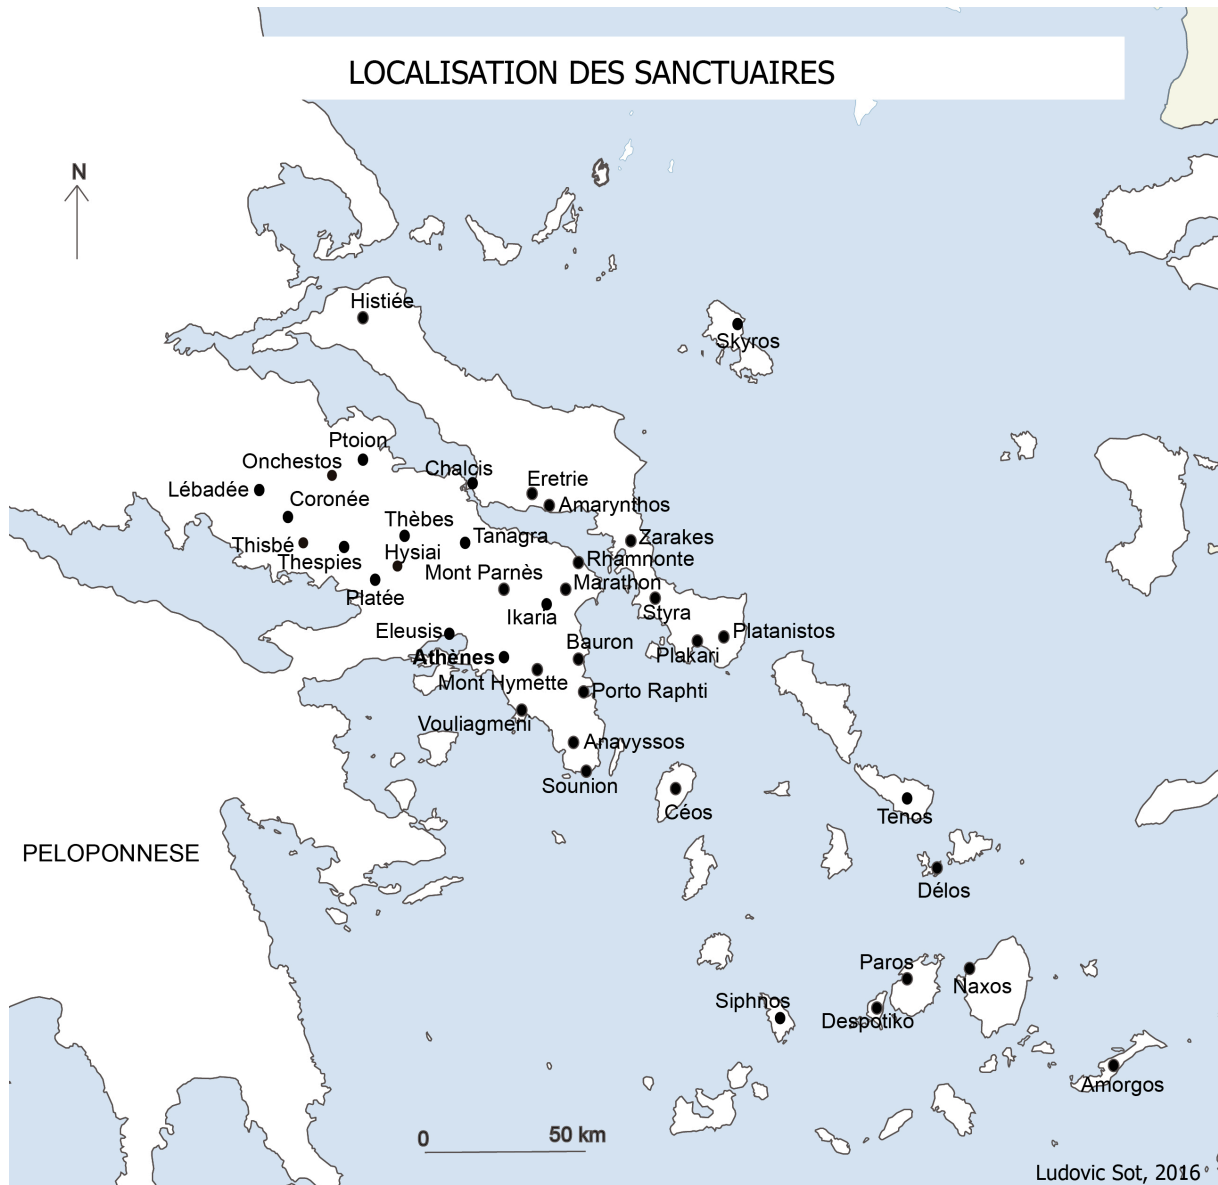 LOCALISATION DES SANCTUAIRES
N
Histiée
Skyros
Ptoion
Onchestos
Chalcis
Lébadée
Eretrie
Coronée
Amarynthos
Thèbes
Tanagra
Zarakes
Thisbé
Hysiai
Thespies
Rhamnonte
Mont Parnès
Marathon
Platée
Ikaria
Styra
Eleusis
Platanistos
Bauron
Athènes
Plakari
Mont Hymette
Porto Raphti
Vouliagmeni
Anavyssos
Sounion
Céos
Tenos
PELOPONNESE
Délos
Paros
Naxos
Siphnos
Despotiko
Amorgos
0
50 km
Ludovic Sot, 2016